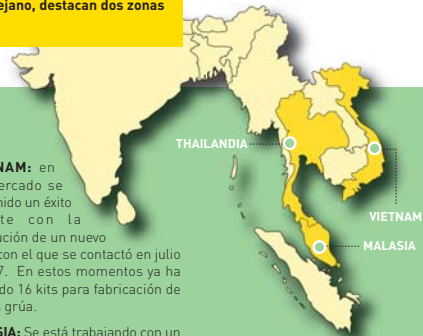 ejano, destacan dos zonas
THAILANDIA
VIETNAM
MALASIA
NAM: en
ercado se
nido un éxito
te con la
ución de un nuevo
con el que se contactó en julio
7. En estos momentos ya ha
do 16 kits para fabricación de
grúa.
SIA: Se está trabajando con un